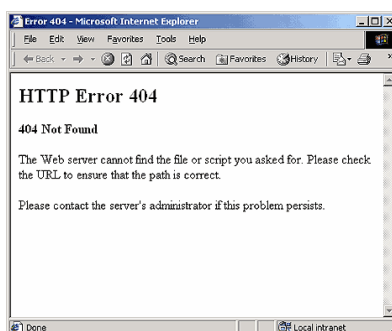 Error 404 - Microsoft Internet Explorer
File Edit View Favorites Tools Help
Back Search Favorites History
HTTP Error 404
404 Not Found
The Web server cannot find the file or script you asked for. Please check
the URL to ensure that the path is correct.
Please contact the server's administrator if this problem persists.
Done Local intranet